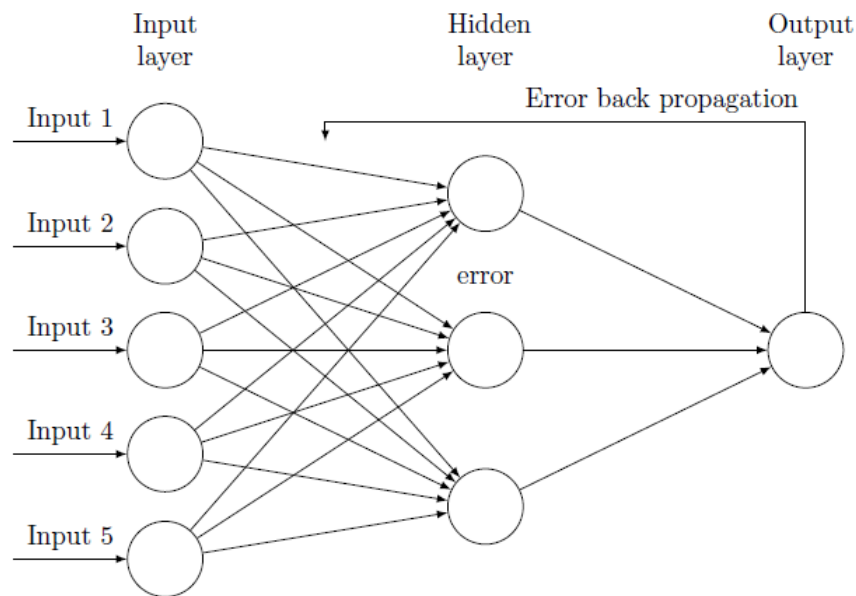 Input
layer
Hidden
layer
Output
layer
Error back propagation
Input 1
Input 2
error
Input 3
Input 4
Input 5